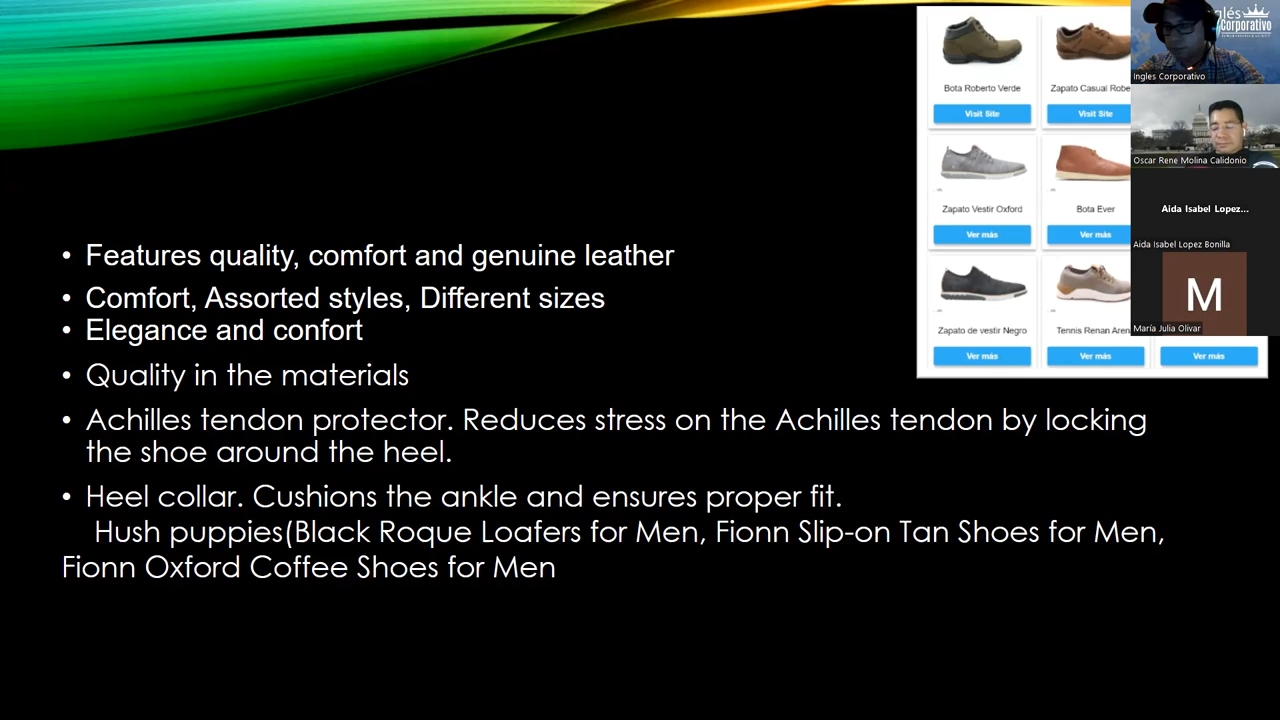 Features quality, comfort and genuine leather
Comfort, Assorted styles, Different sizes
Elegance and confort
Quality in the materials
Achilles tendon protector. Reduces stress on the Achilles tendon by locking
the shoe around the heel.
Heel collar. Cushions the ankle and ensures proper fit.
Hush puppies(Black Roque Loafers for Men, Fionn Slip-on Tan Shoes for Men,
Fionn Oxford Coffee Shoes for Men
Bota Roberto Verde
Zapato Casual Robe
Visit Site
Visit Site
Zapato Vestir Oxford
Bota Ever
Ver más
Ver más
Zapato de vestir Negro
Tennis Renan Aren
Ver más
Ver más
Ver más
glés
Corporativo
Ingles Corporativo
Oscar Rene Molina Calidonio
Aida Isabel Lopez...
Aida Isabel Lopez Bonilla
M
María Julia Olivar